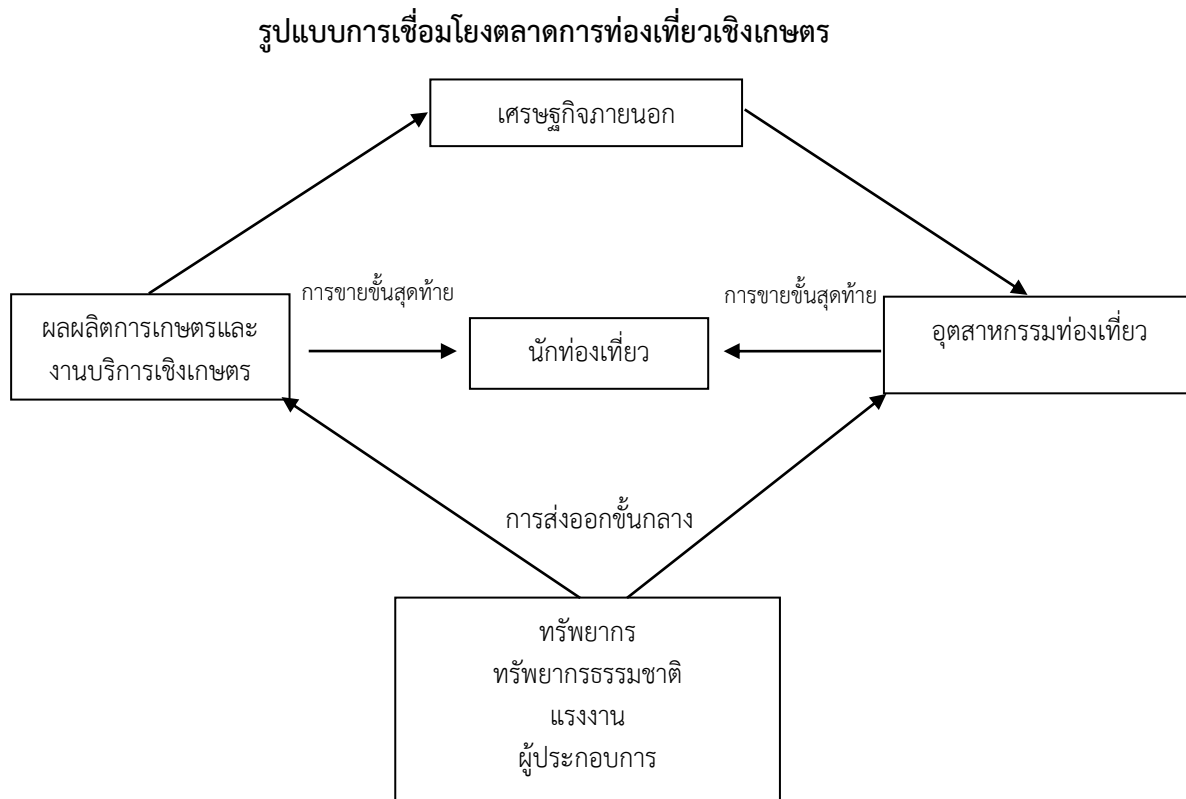 รูปแบบการเชื่อมโยงตลาดการท่องเที่ยวเชิงเกษตร
เศรษฐกิจภายนอก
การขายขั้นสุดท้าย
การขายขั้นสุดท้าย
ผลผลิตการเกษตรและ
งานบริการเชิงเกษตร
นักท่องเที่ยว
อุตสาหกรรมท่องเที่ยว
การส่งออกขั้นกลาง
ทรัพยากร
ทรัพยากรธรรมชาติ
แรงงาน
ผู้ประกอบการ